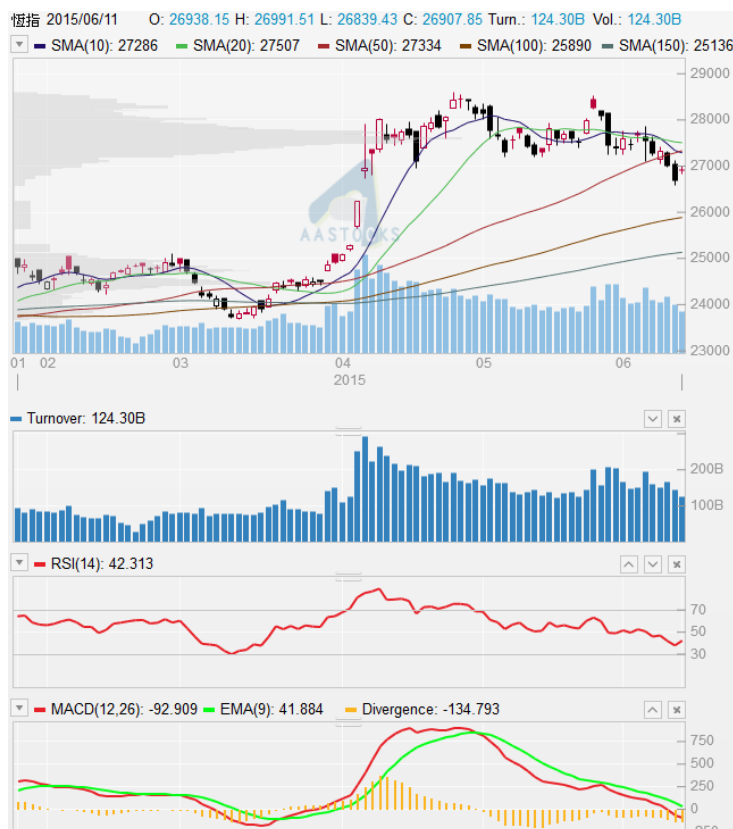 恆指 2015/06/11 O: 26938.15 H: 26991.51 L: 26839.43 C: 26907.85 Turn.: 124.30B Vol.: 124.30B
SMA(10): 27286 SMA(20): 27507 SMA(50): 27334 SMA(100): 25890 SMA(150): 25136
29000
28000
27000
26000
AASTOCKS
25000
24000
23000
01 02 03 04 05 06
2015
Turnover: 124.30B
200B
100B
RSI(14): 42.313
70
50
30
MACD(12,26): -92.909 EMA(9): 41.884 Divergence: -134.793
750
500
250
0